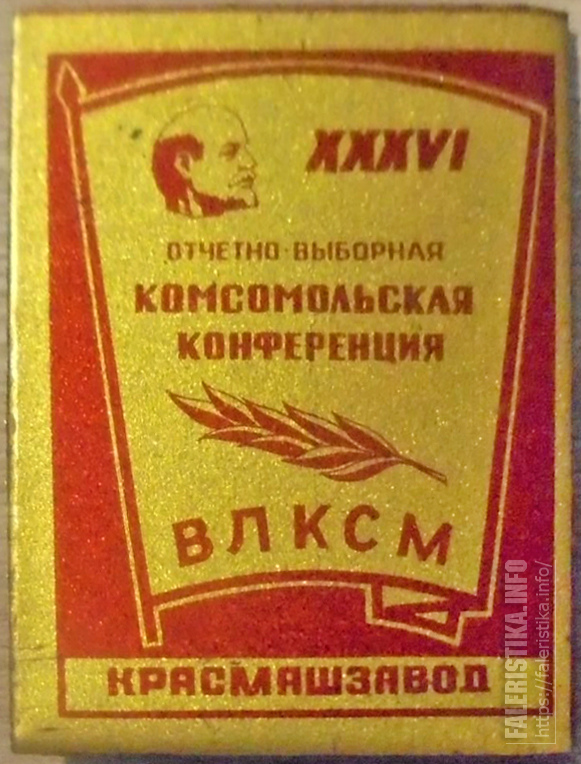 XXXVI
ОТЧЕТНО-ВЫБОРНАЯ
КОМСОМОЛЬСКАЯ
КОНФЕРЕНЦИЯ
ВЛКСМ
КРАСМАШЗАВОД
FALERISTIKA.INFO
https://faleristika.info/